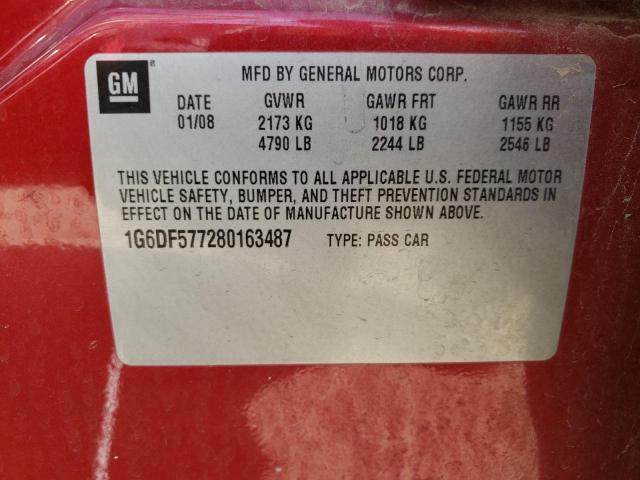 GM® MFD BY GENERAL MOTORS CORP.
DATE GVWR GAWR FRT GAWR RR
01/08 2173 KG 1018 KG 1155 KG
4790 LB 2244 LB 2546 LB
THIS VEHICLE CONFORMS TO ALL APPLICABLE U.S. FEDERAL MOTOR
VEHICLE SAFETY, BUMPER, AND THEFT PREVENTION STANDARDS IN
EFFECT ON THE DATE OF MANUFACTURE SHOWN ABOVE.
1G6DF577280163487 TYPE: PASS CAR